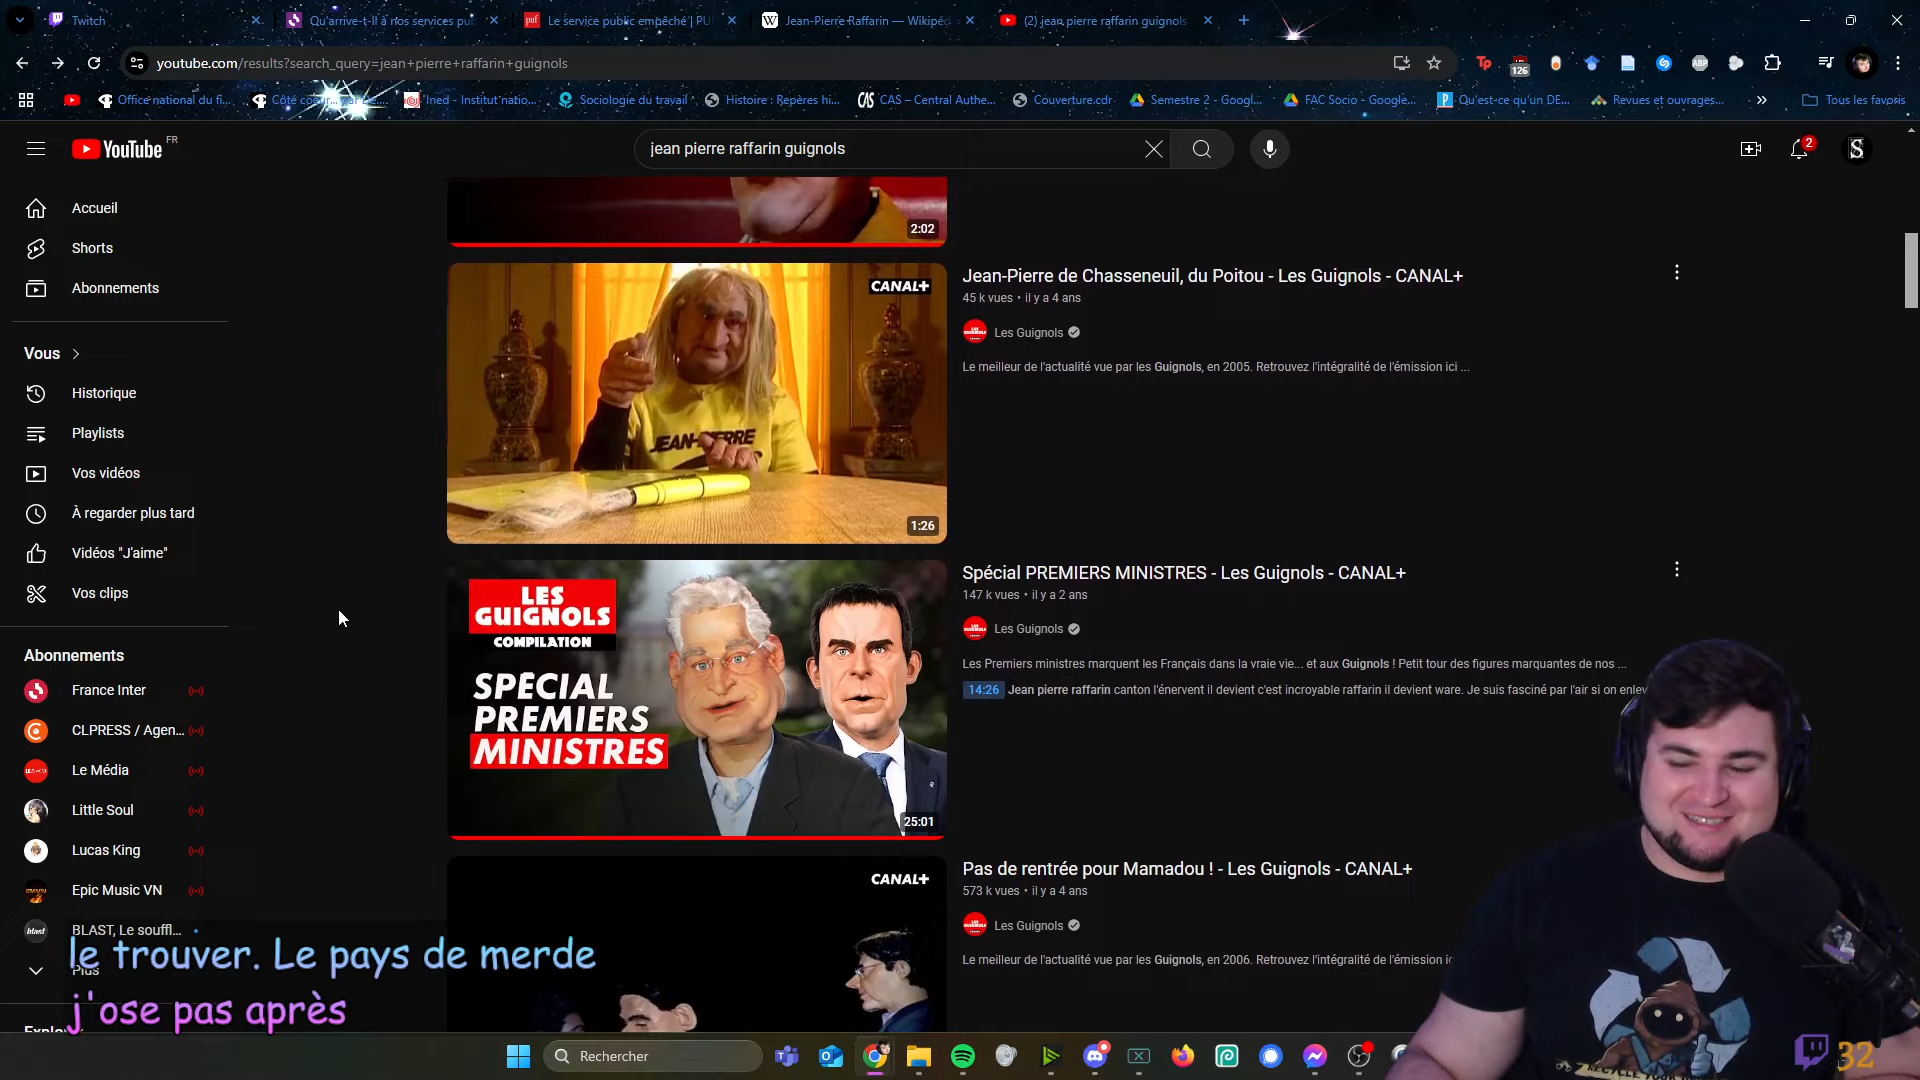 Twitch
Qu'arrive-t-il à nos services pu
Le service public empêché | PU
Jean-Pierre Raffarin — Wikipéd
(2) jean pierre raffarin guignols
youtube.com/results?search_query=jean+pierre+raffarin+guignols
126
ABP
Office national du fi...
Côté coeur... par Le...
Ined - Institut natio...
Sociologie du travail
Histoire : Repères hi...
CAS – Central Authe...
Couverture.cdr
Semestre 2 - Googl...
FAC Socio - Google...
Qu'est-ce qu'un DE...
Revues et ouvrages...
Tous les favoris
YouTube FR
jean pierre raffarin guignols
2
Accueil
Shorts
Abonnements
Vous
Historique
Playlists
Vos vidéos
À regarder plus tard
Vidéos "J'aime"
Vos clips
Abonnements
France Inter
CLPRESS / Agen...
Le Média
Little Soul
Lucas King
Epic Music VN
BLAST, Le souffl...
Plus
2:02
CANAL+
JEAN-PIERRE
1:26
Jean-Pierre de Chasseneuil, du Poitou - Les Guignols - CANAL+
45 k vues • il y a 4 ans
Les Guignols
Le meilleur de l'actualité vue par les Guignols, en 2005. Retrouvez l'intégralité de l'émission ici ...
LES
GUIGNOLS
COMPILATION
SPÉCIAL
PREMIERS
MINISTRES
25:01
Spécial PREMIERS MINISTRES - Les Guignols - CANAL+
147 k vues • il y a 2 ans
Les Guignols
Les Premiers ministres marquent les Français dans la vraie vie... et aux Guignols ! Petit tour des figures marquantes de nos ...
14:26 Jean pierre raffarin canton l'énervent il devient c'est incroyable raffarin il devient ware. Je suis fasciné par l'air si on enlev
CANAL+
Pas de rentrée pour Mamadou ! - Les Guignols - CANAL+
573 k vues • il y a 4 ans
Les Guignols
Le meilleur de l'actualité vue par les Guignols, en 2006. Retrouvez l'intégralité de l'émission ic
le trouver. Le pays de merde
j'ose pas après
Rechercher
32